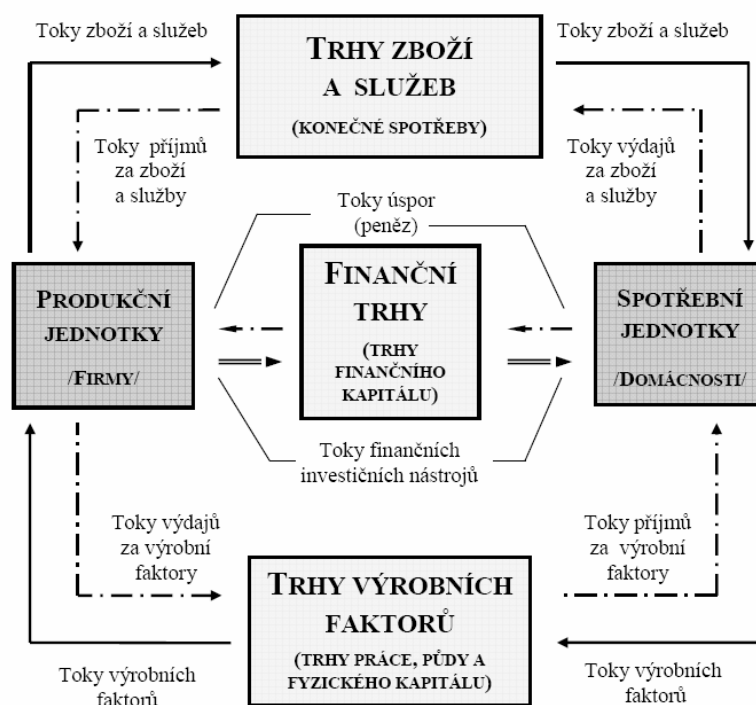 Toky zboží a služeb
TRHY ZBOŽÍ
A SLUŽEB
(KONEČNÉ SPOTŘEBY)
Toky zboží a služeb
Toky příjmů
za zboží
a služby
Toky výdajů
za zboží
a služby
Toky úspor
(peněz)
PRODUKČNÍ
JEDNOTKY
/FIRMY/
FINANČNÍ
TRHY
(TRHY
FINANČNÍHO
KAPITÁLU)
SPOTŘEBNÍ
JEDNOTKY
/DOMÁCNOSTI/
Toky finančních
investičních nástrojů
Toky výdajů
za výrobní
faktory
Toky příjmů
za výrobní
faktory
TRHY VÝROBNÍCH
FAKTORŮ
(TRHY PRÁCE, PŮDY A
FYZICKÉHO KAPITÁLU)
Toky výrobních
faktorů
Toky výrobních
faktorů